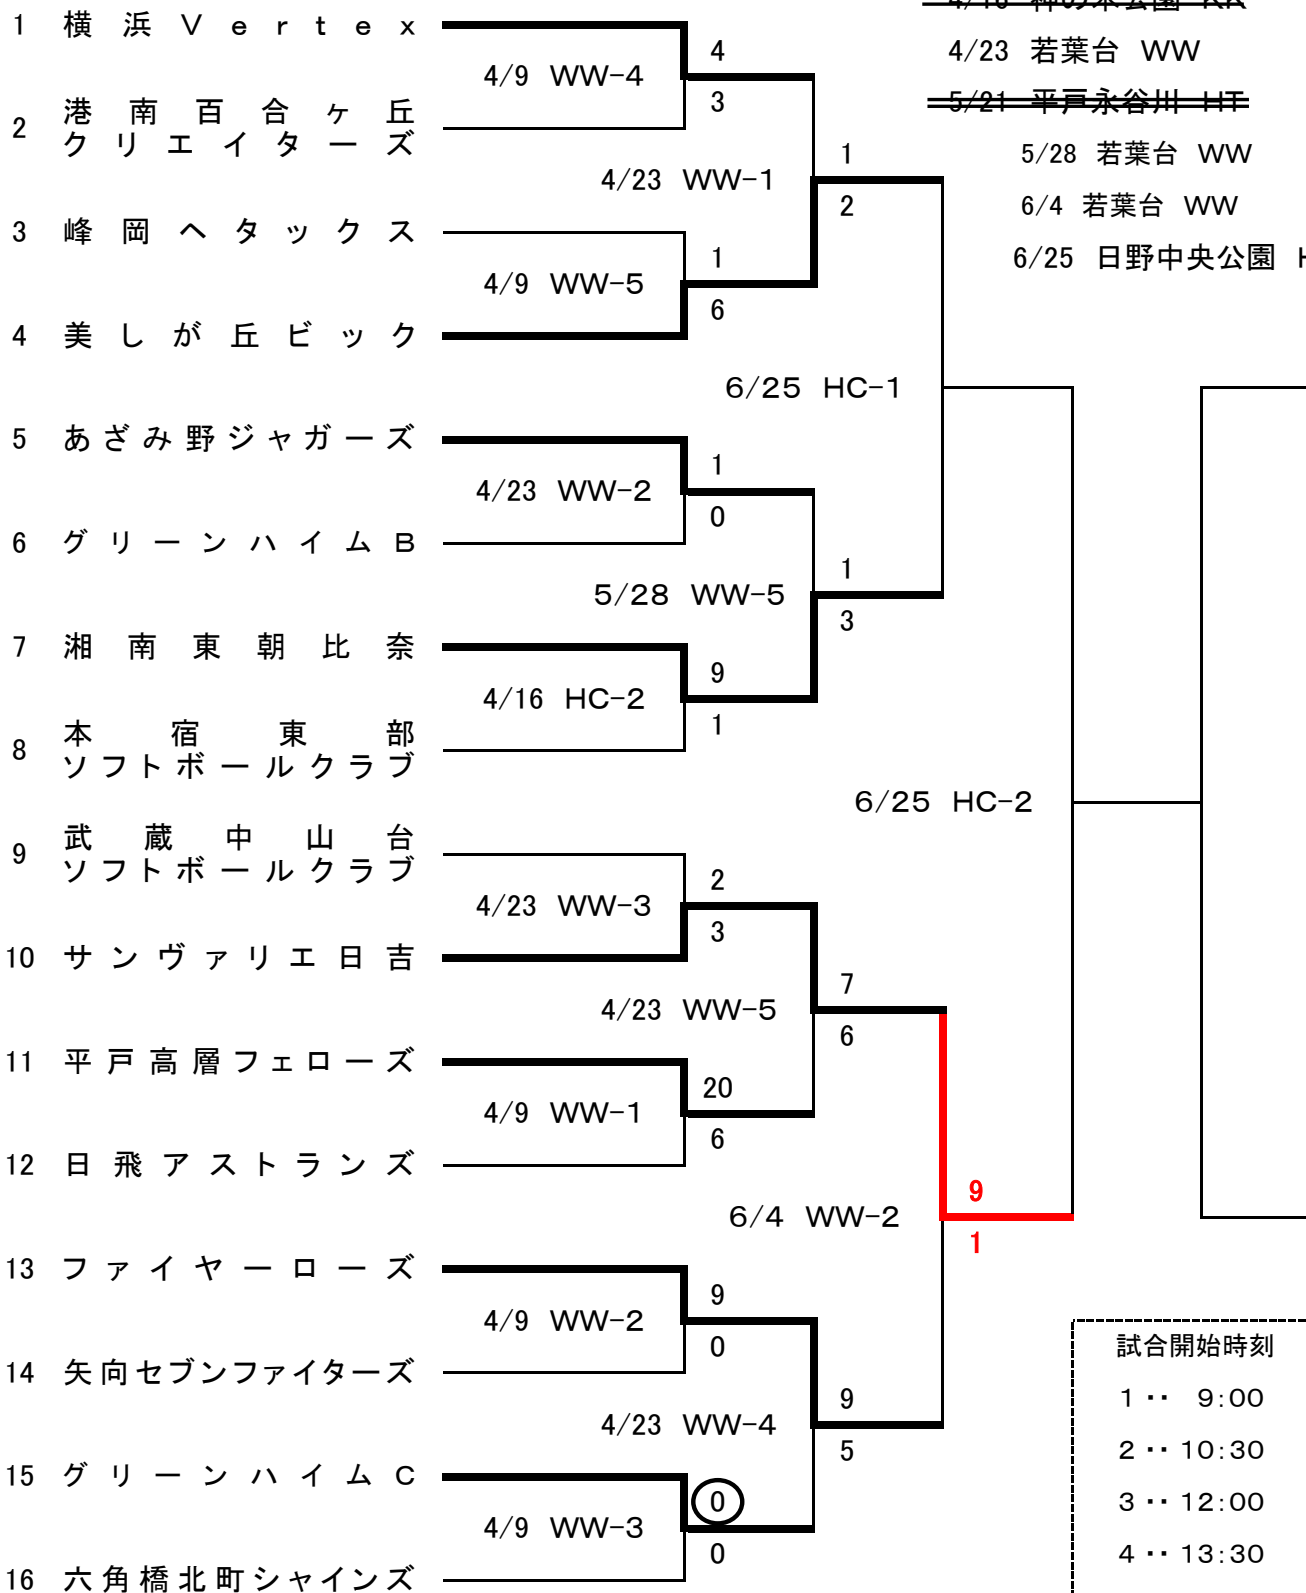 4/23 若葉台 WW
5/21 平戸永谷川 HT
5/28 若葉台 WW
6/4 若葉台 WW
6/25 日野中央公園
1 横浜Vertex
4/9 WW-4
4
3
2 港南百合ヶ丘
クリエイターズ
4/23 WW-1
1
2
3 峰岡ヘタックス
4/9 WW-5
1
6
4 美しが丘ビック
6/25 HC-1
5 あざみ野ジャガーズ
4/23 WW-2
1
0
6 グリーンハイムB
5/28 WW-5
1
3
7 湘南東朝比奈
4/16 HC-2
9
1
8 本宿東部
ソフトボールクラブ
6/25 HC-2
9 武蔵中山台
ソフトボールクラブ
4/23 WW-3
2
3
10 サンヴァリエ日吉
4/23 WW-5
7
6
11 平戸高層フェローズ
4/9 WW-1
20
6
12 日飛アストランズ
6/4 WW-2
9
1
13 ファイヤーローズ
4/9 WW-2
9
0
14 矢向セブンファイターズ
4/23 WW-4
9
5
15 グリーンハイムC
4/9 WW-3
0
0
16 六角橋北町シャインズ
試合開始時刻
1 ‥ 9:00
2 ‥ 10:30
3 ‥ 12:00
4 ‥ 13:30